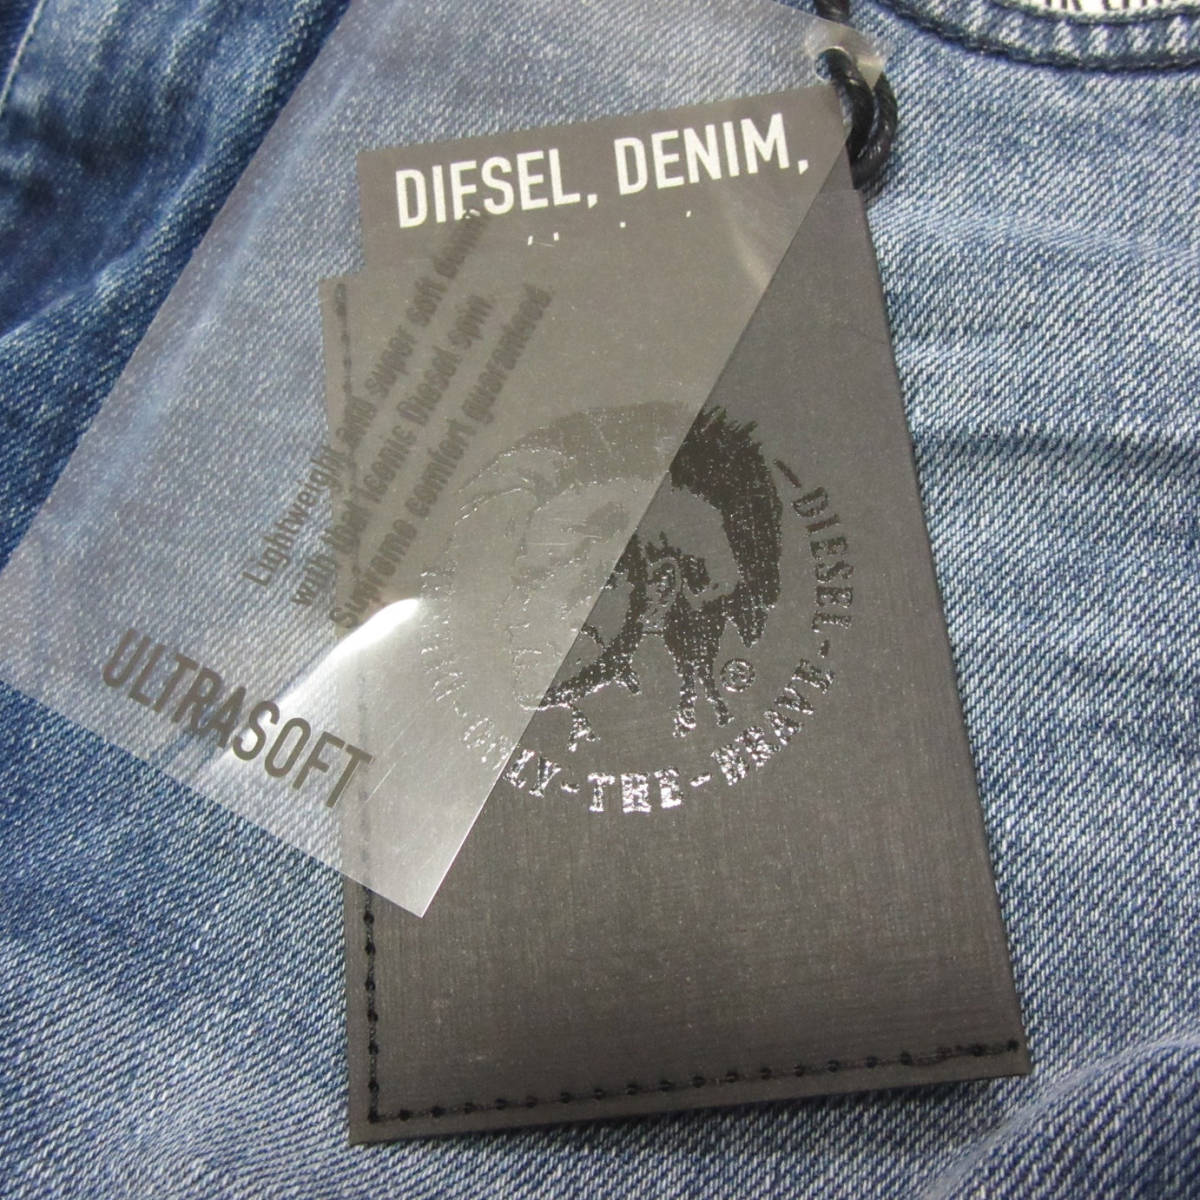 DIESEL, DENIM,
Lightweight and super soft denim
with that iconic Diesel spin.
Supreme comfort guaranteed.
ULTRASOFT
-DIESEL-
ONLY-THE-BRAVE
®